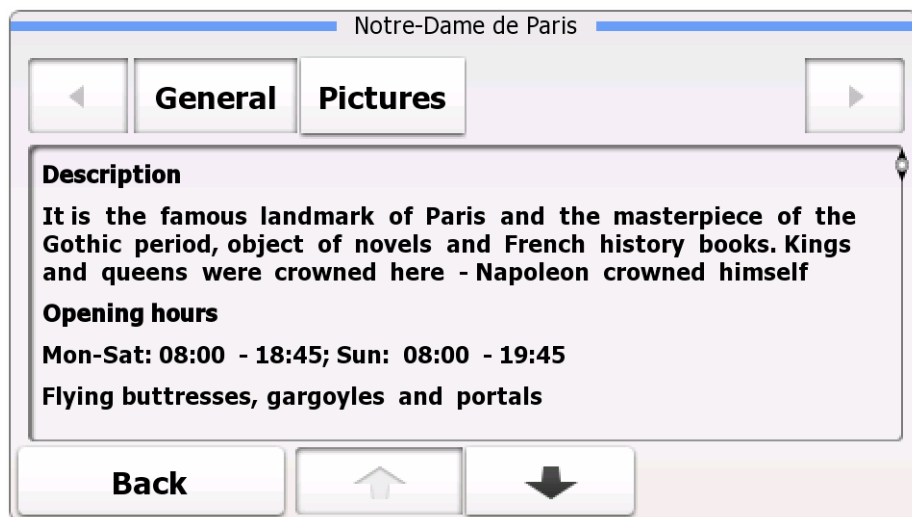 Notre-Dame de Paris
General
Pictures
Description
It is the famous landmark of Paris and the masterpiece of the
Gothic period, object of novels and French history books. Kings
and queens were crowned here - Napoleon crowned himself
Opening hours
Mon-Sat: 08:00 - 18:45; Sun: 08:00 - 19:45
Flying buttresses, gargoyles and portals
Back